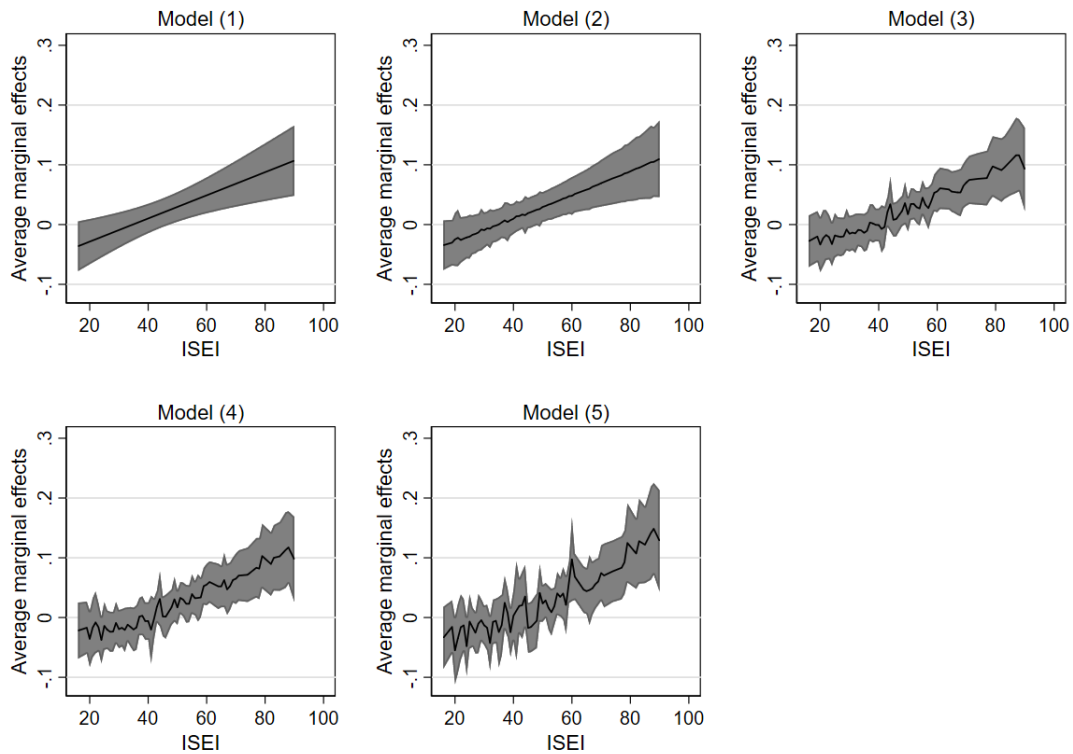 Model (1)
Average marginal effects
.3
.2
.1
0
-.1
20 40 60 80 100
ISEI
Model (2)
Average marginal effects
.3
.2
.1
0
-.1
20 40 60 80 100
ISEI
Model (3)
Average marginal effects
.3
.2
.1
0
-.1
20 40 60 80 100
ISEI
Model (4)
Average marginal effects
.3
.2
.1
0
-.1
20 40 60 80 100
ISEI
Model (5)
Average marginal effects
.3
.2
.1
0
-.1
20 40 60 80 100
ISEI